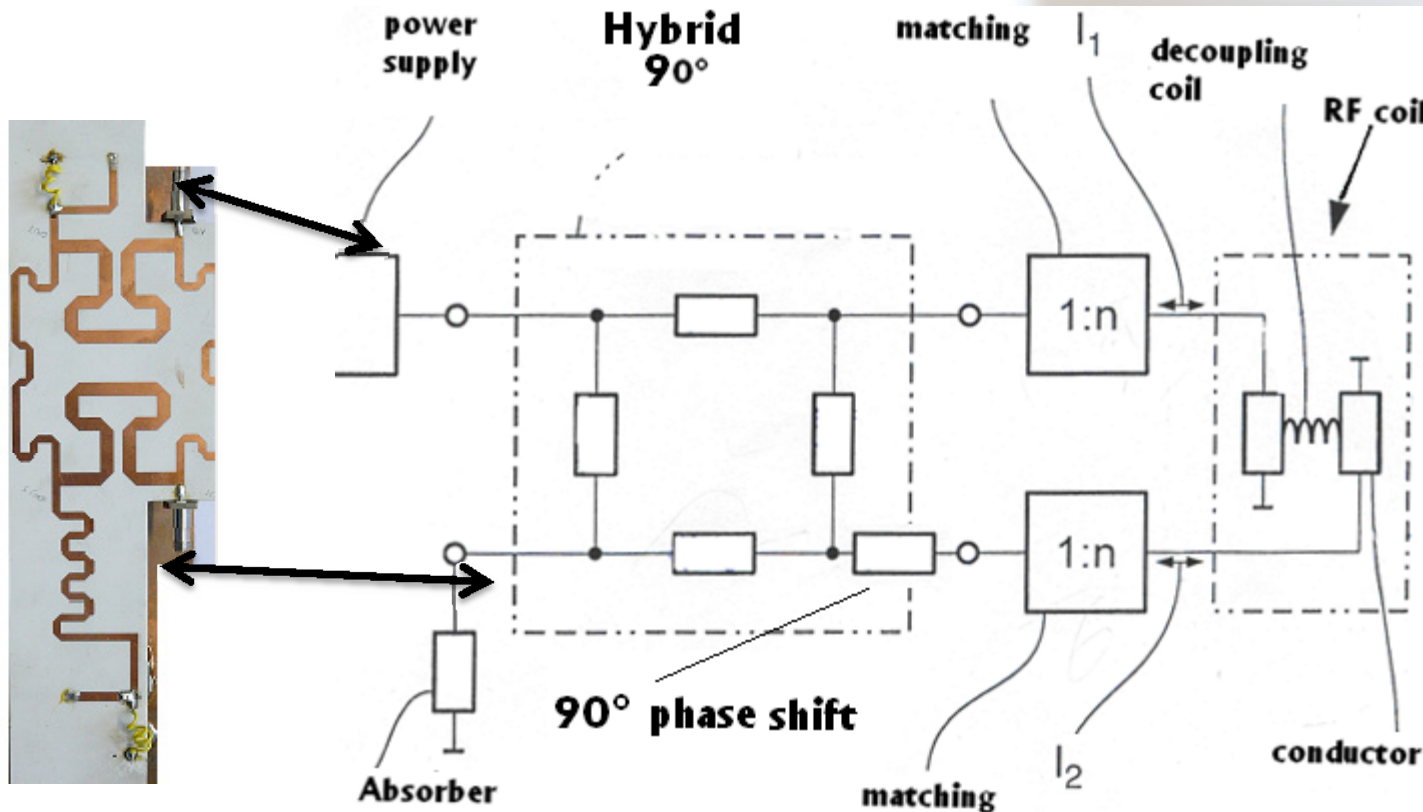 power
supply
Hybrid
90°
matching
I1
decoupling
coil
RF coil
1:n
1:n
90° phase shift
Absorber
matching
I2
conductor